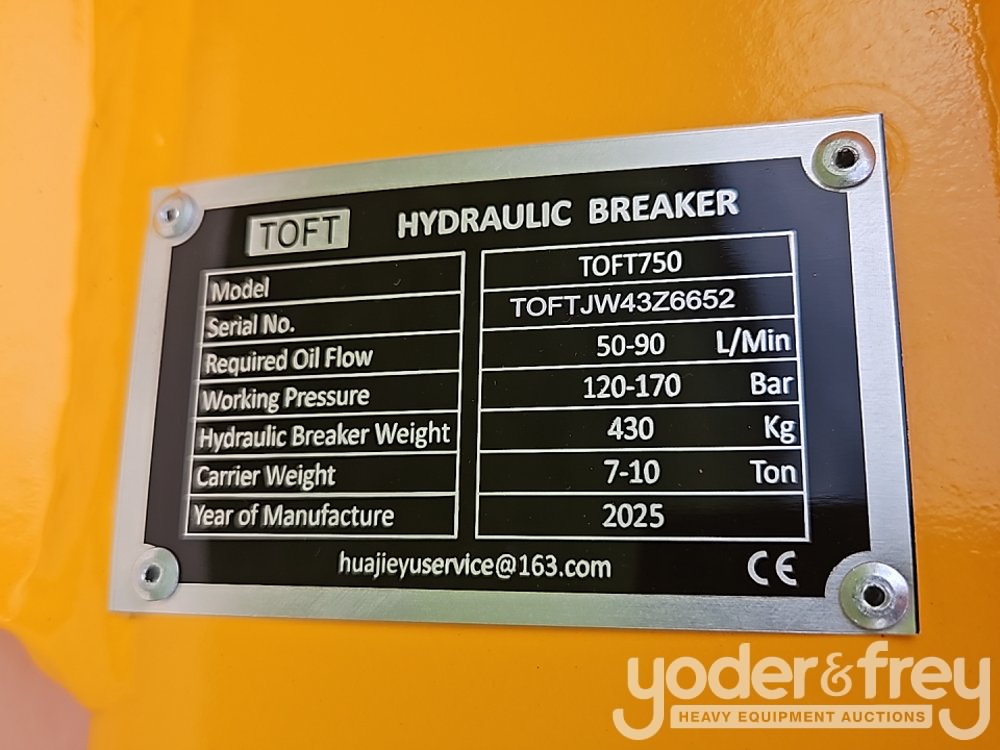 TOFT HYDRAULIC BREAKER
Model TOFT750
Serial No. TOFTJW43Z6652
Required Oil Flow 50-90 L/Min
Working Pressure 120-170 Bar
Hydraulic Breaker Weight 430 Kg
Carrier Weight 7-10 Ton
Year of Manufacture 2025
huajieyuservice@163.com CE
yoder&frey
HEAVY EQUIPMENT AUCTIONS